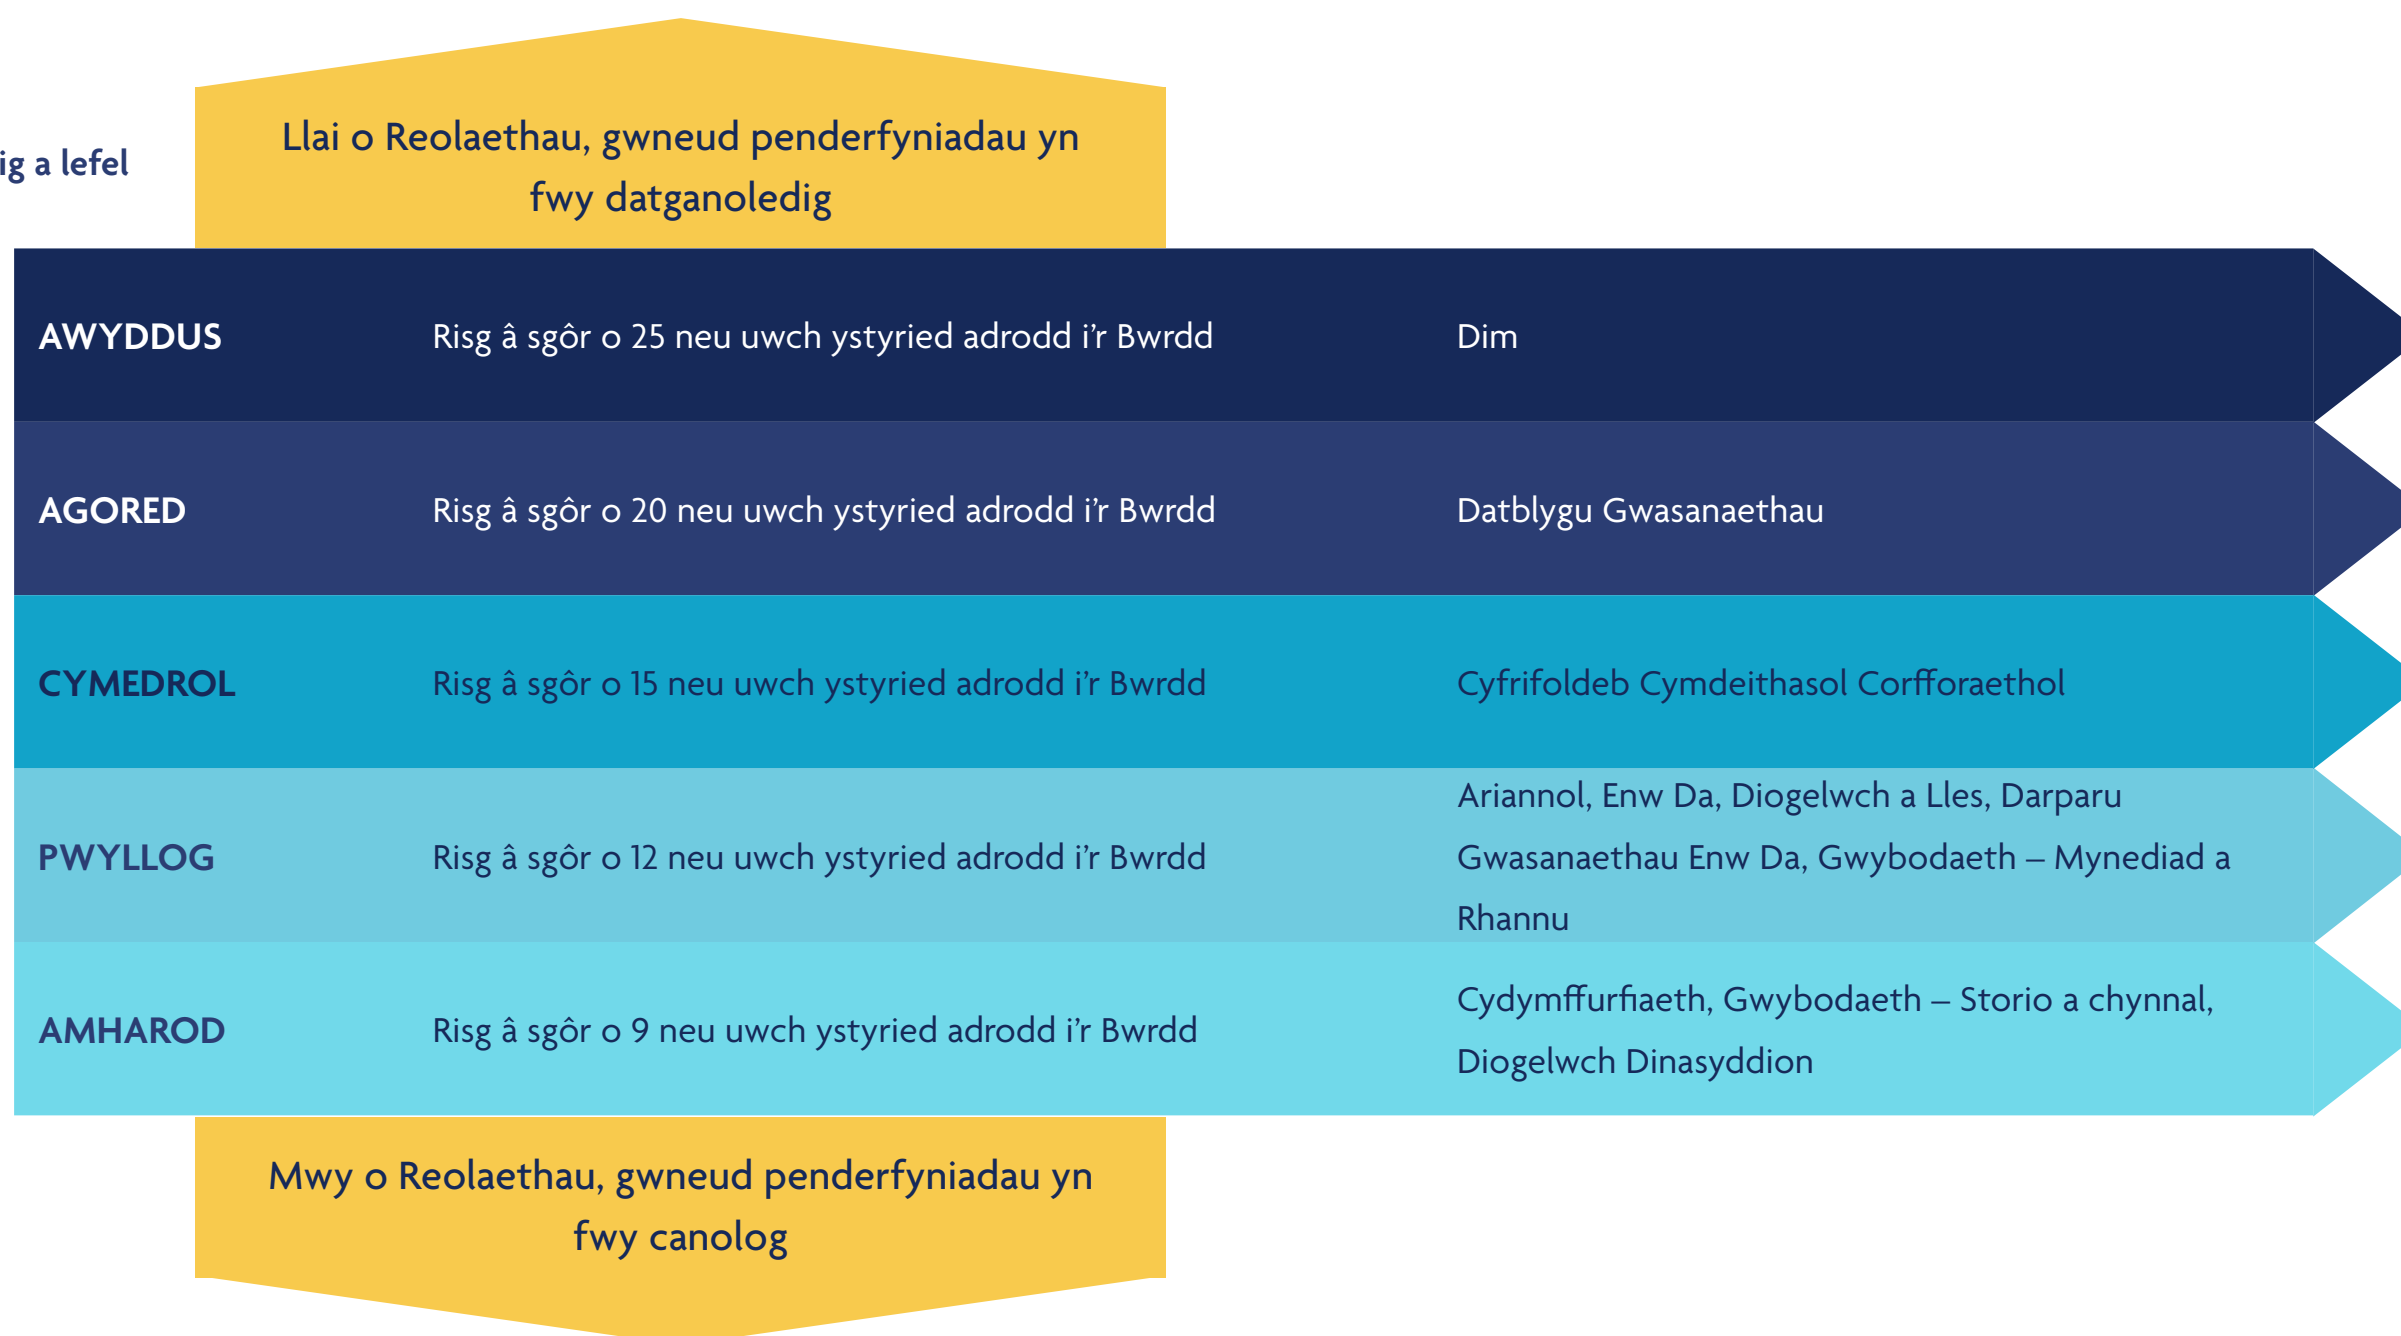 ig a lefel
Llai o Reolaethau, gwneud penderfyniadau yn
fwy datganoledig
AWYDDUS
Risg â sgôr o 25 neu uwch ystyried adrodd i’r Bwrdd
Dim
AGORED
Risg â sgôr o 20 neu uwch ystyried adrodd i’r Bwrdd
Datblygu Gwasanaethau
CYMEDROL
Risg â sgôr o 15 neu uwch ystyried adrodd i’r Bwrdd
Cyfrifoldeb Cymdeithasol Corfforaethol
PWYLLOG
Risg â sgôr o 12 neu uwch ystyried adrodd i’r Bwrdd
Ariannol, Enw Da, Diogelwch a Lles, Darparu
Gwasanaethau Enw Da, Gwybodaeth – Mynediad a
Rhannu
AMHAROD
Risg â sgôr o 9 neu uwch ystyried adrodd i’r Bwrdd
Cydymffurfiaeth, Gwybodaeth – Storio a chynnal,
Diogelwch Dinasyddion
Mwy o Reolaethau, gwneud penderfyniadau yn
fwy canolog